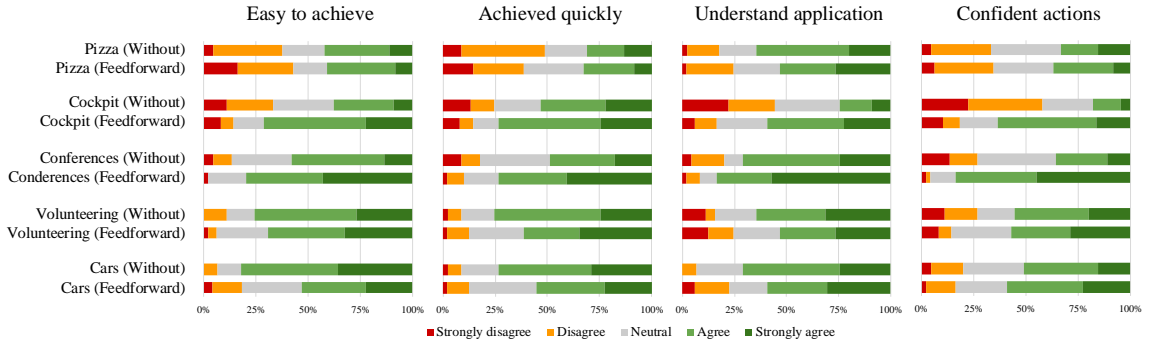 Easy to achieve Achieved quickly Understand application Confident actions
Pizza (Without)
Pizza (Feedforward)
Cockpit (Without)
Cockpit (Feedforward)
Conferences (Without)
Conderences (Feedforward)
Volunteering (Without)
Volunteering (Feedforward)
Cars (Without)
Cars (Feedforward)
0% 25% 50% 75% 100% 0% 25% 50% 75% 100% 0% 25% 50% 75% 100% 0% 25% 50% 75% 100%
Strongly disagree Disagree Neutral Agree Strongly agree